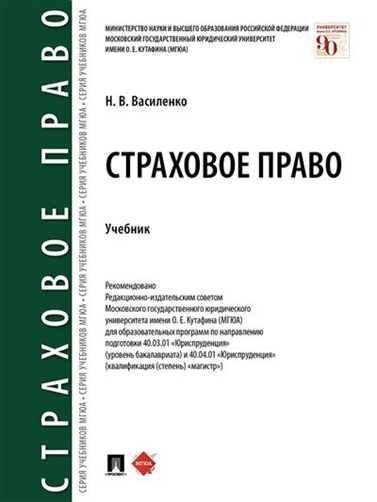 МИНИСТЕРСТВО НАУКИ И ВЫСШЕГО ОБРАЗОВАНИЯ РОССИЙСКОЙ ФЕДЕРАЦИИ
МОСКОВСКИЙ ГОСУДАРСТВЕННЫЙ ЮРИДИЧЕСКИЙ УНИВЕРСИТЕТ
ИМЕНИ О. Е. КУТАФИНА (МГЮА)
УНИВЕРСИТЕТ
90
Н. В. Василенко
СТРАХОВОЕ ПРАВО
Учебник
Рекомендовано
Редакционно-издательским советом
Московского государственного юридического
университета имени О. Е. Кутафина (МГЮА)
для образовательных программ по направлению
подготовки 40.03.01 «Юриспруденция»
(уровень бакалавриата) и 40.04.01 «Юриспруденция»
(квалификация (степень) «магистр»)
ПРОСПЕКТ
МГЮА
СТРАХОВОЕ ПРАВО
СЕРИЯ УЧЕБНИКОВ МГЮА • СЕРИЯ УЧЕБНИКОВ МГЮА • СЕРИЯ УЧЕБНИКОВ МГЮА • СЕРИЯ УЧЕБНИКОВ МГЮА